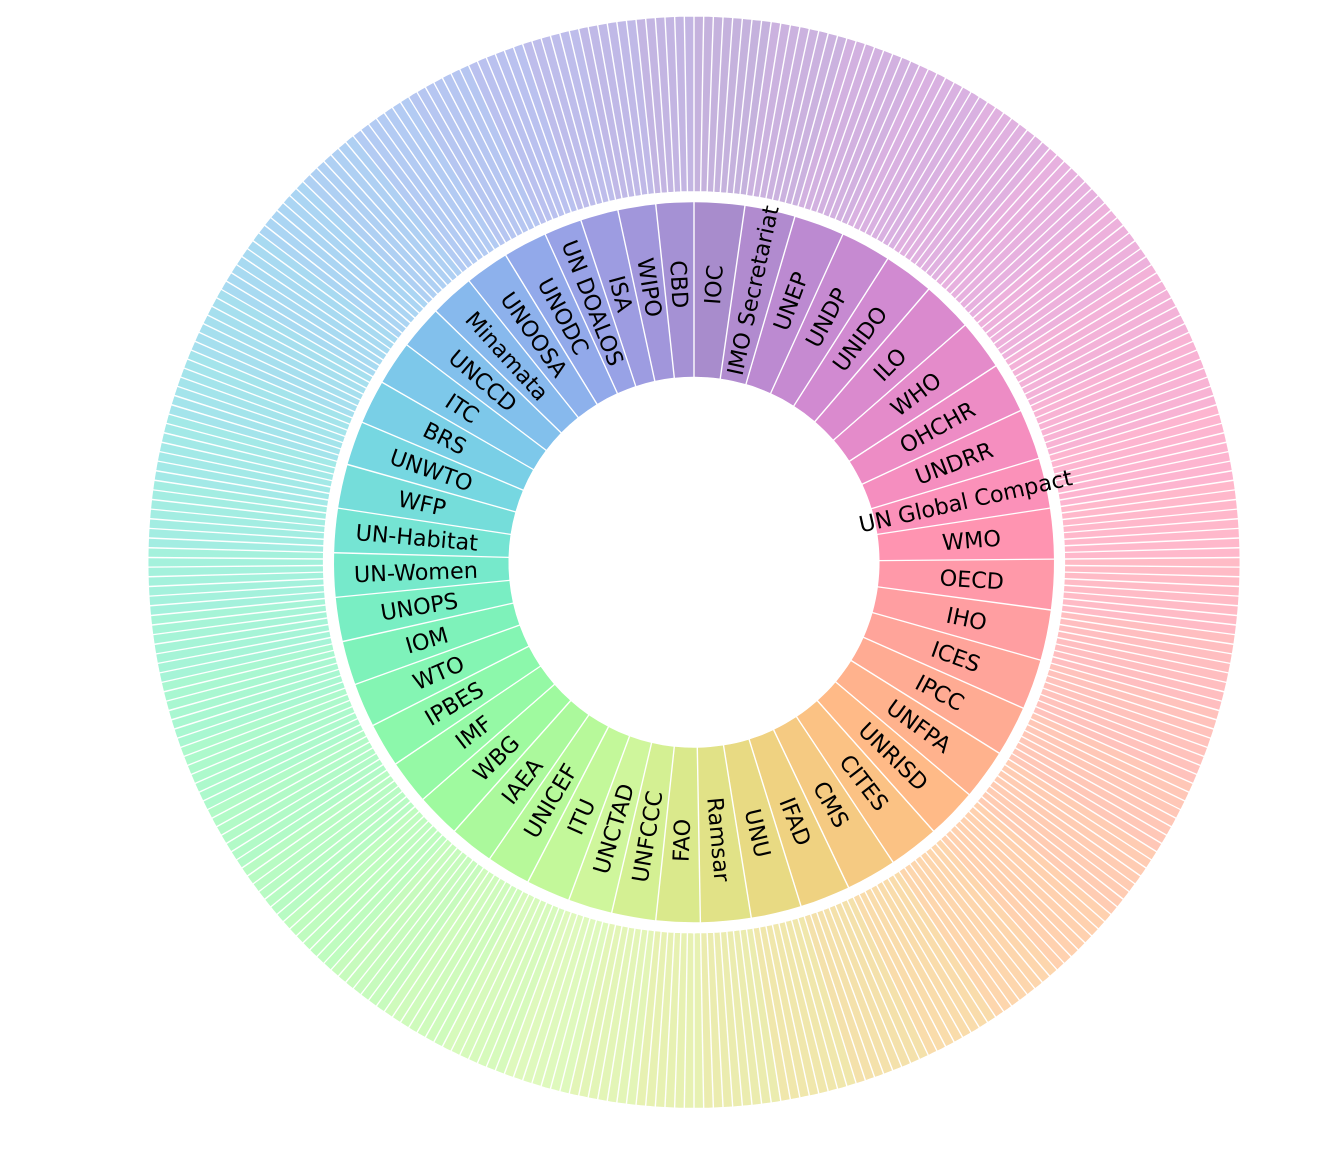 IOC
IMO Secretariat
UNEP
UNDP
UNIDO
ILO
WHO
OHCHR
UNDRR
UN Global Compact
WMO
OECD
IHO
ICES
IPCC
UNFPA
UNRISD
CITES
CMS
IFAD
UNU
Ramsar
FAO
UNFCCC
UNCTAD
ITU
UNICEF
IAEA
WBG
IMF
IPBES
WTO
IOM
UNOPS
UN-Women
UN-Habitat
WFP
UNWTO
BRS
ITC
UNCCD
Minamata
UNOOSA
UNODC
UN DOALOS
ISA
WIPO
CBD